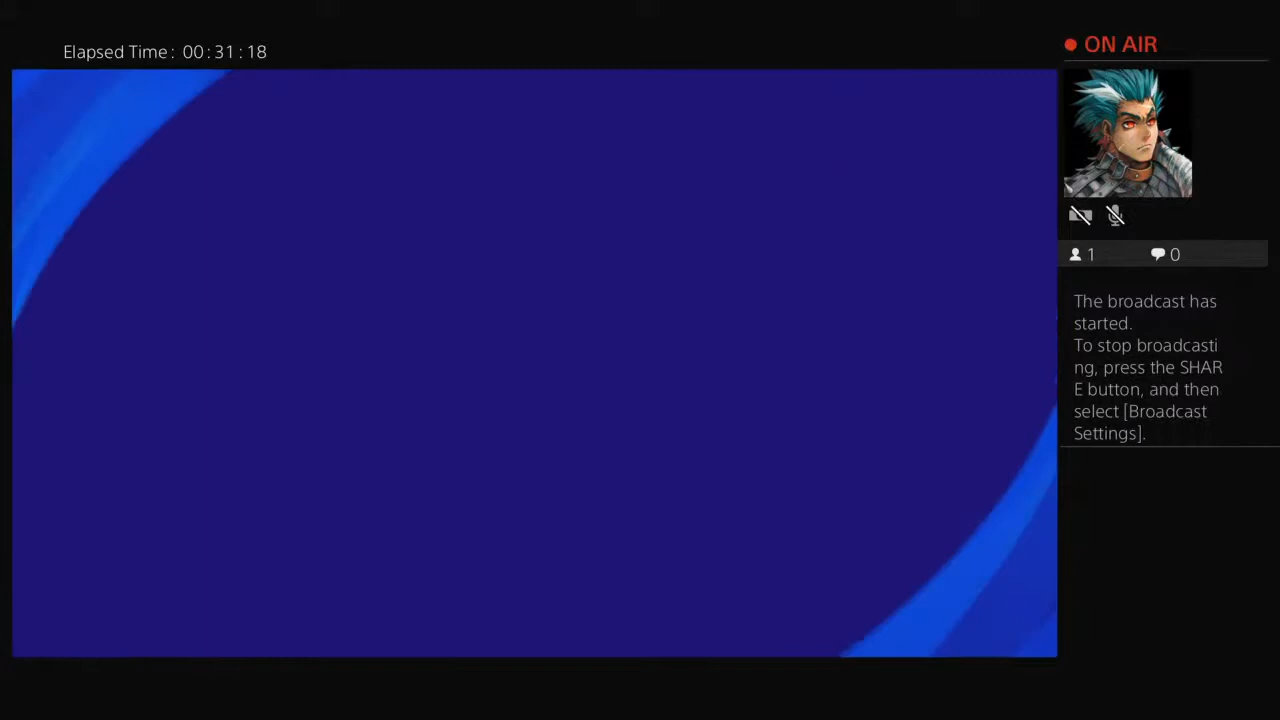 Elapsed Time: 00:31:18
ON AIR
1
0
The broadcast has
started.
To stop broadcasti
ng, press the SHAR
E button, and then
select [Broadcast
Settings].